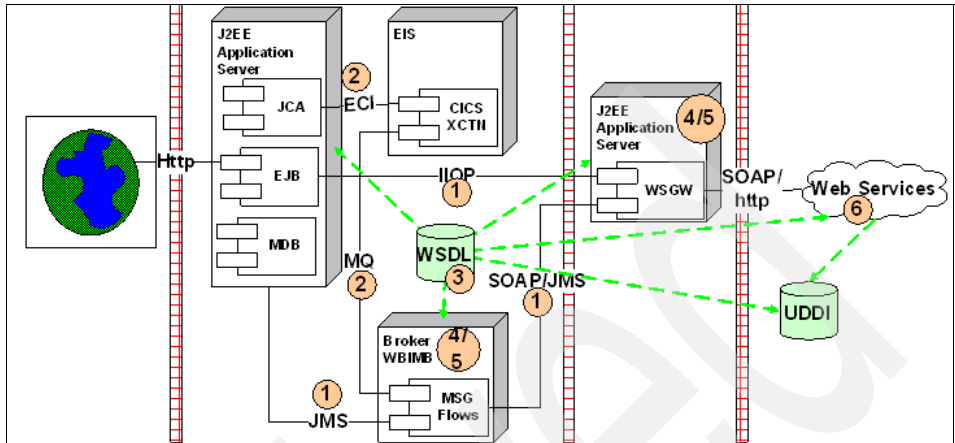 J2EE
Application
Server
JCA
EJB
MDB
Http
2
ECI
EIS
CICS
XCTN
IIOP
1
J2EE
Application
Server
4/5
WSGW
SOAP/
http
Web Services
6
UDDI
WSDL
3
MQ
2
SOAP/JMS
1
Broker
WBIMB
4/
5
MSG
Flows
1
JMS